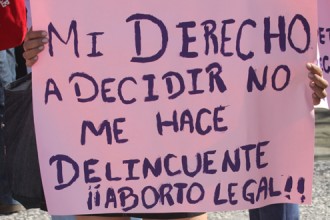 Mi DERECHO
A DECIDIR NO
ME HACE
DELINCUENTE
¡¡ABORTO LEGAL!!